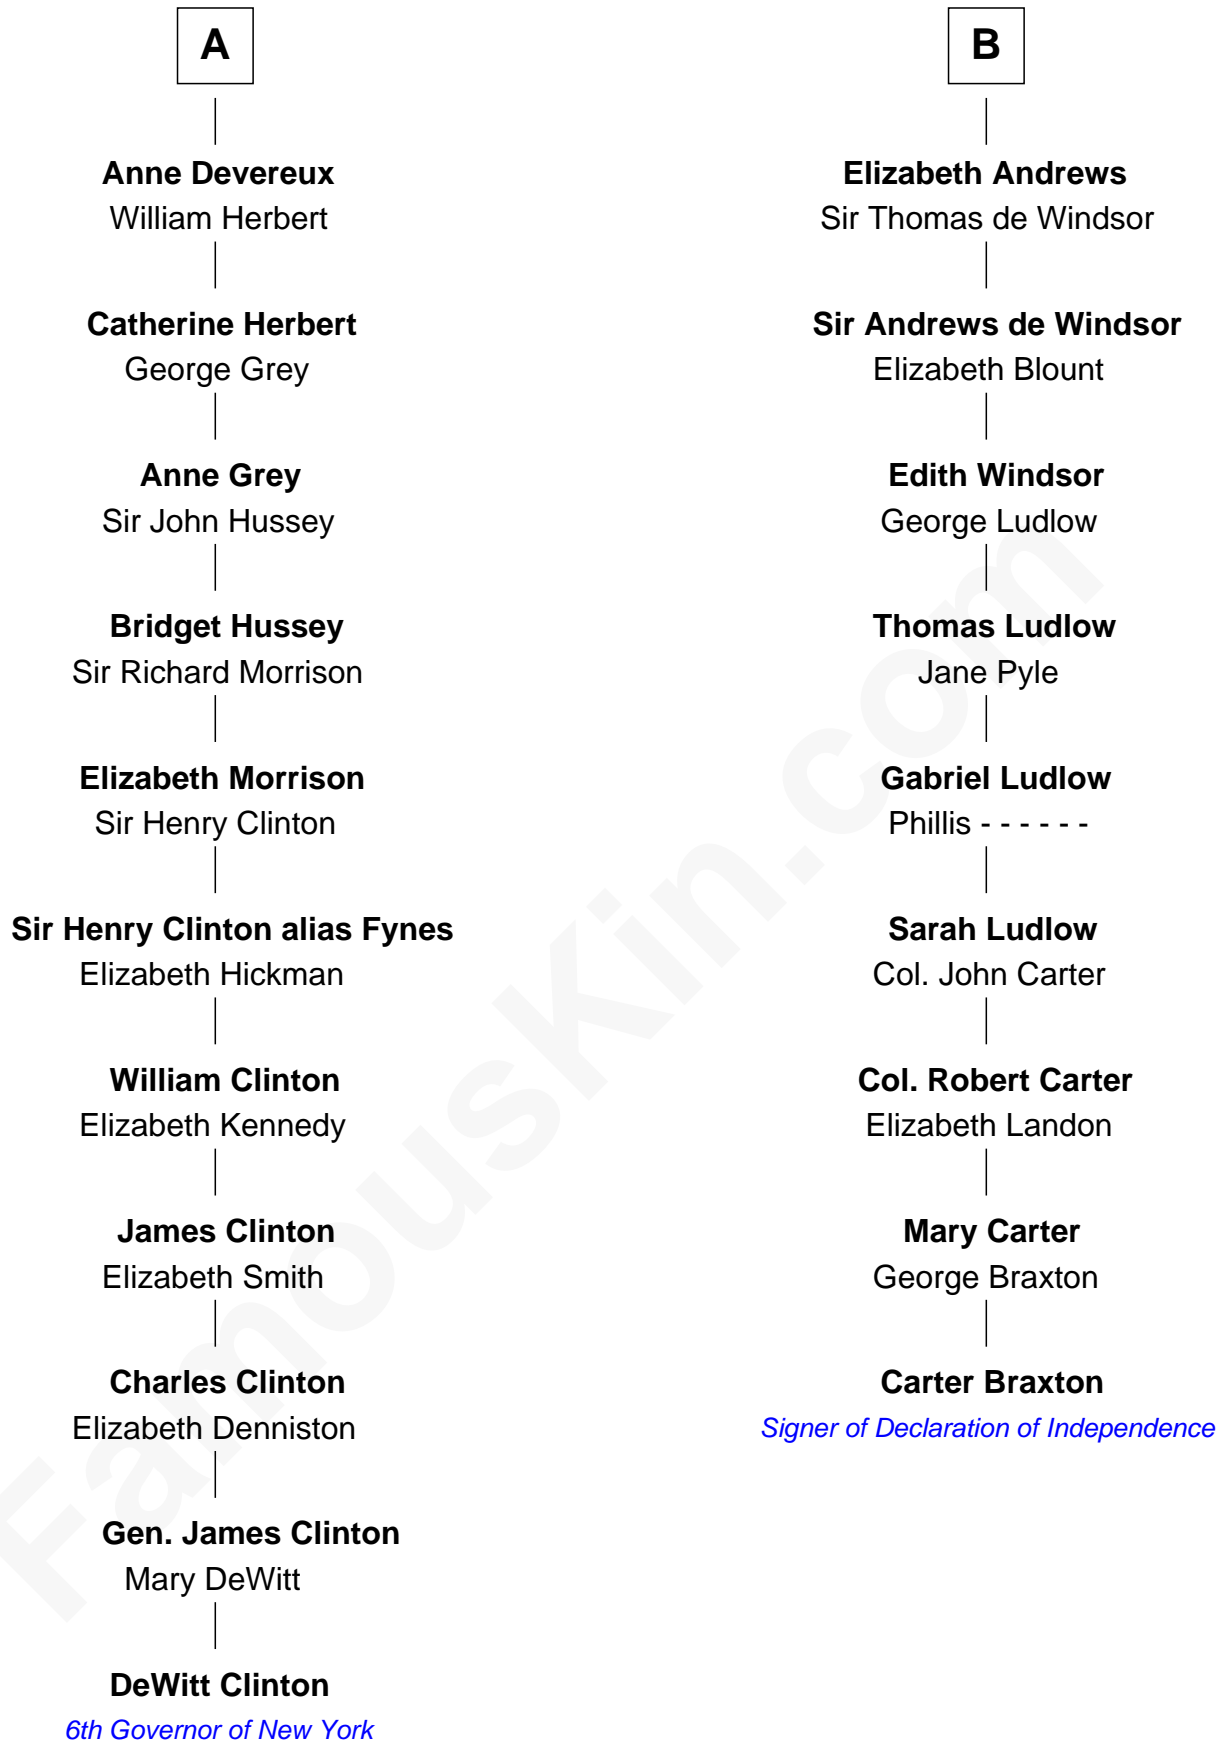 A
Anne Devereux
William Herbert
Catherine Herbert
George Grey
Anne Grey
Sir John Hussey
Bridget Hussey
Sir Richard Morrison
Elizabeth Morrison
Sir Henry Clinton
Sir Henry Clinton alias Fynes
Elizabeth Hickman
William Clinton
Elizabeth Kennedy
James Clinton
Elizabeth Smith
Charles Clinton
Elizabeth Denniston
Gen. James Clinton
Mary DeWitt
DeWitt Clinton
6th Governor of New York
B
Elizabeth Andrews
Sir Thomas de Windsor
Sir Andrews de Windsor
Elizabeth Blount
Edith Windsor
George Ludlow
Thomas Ludlow
Jane Pyle
Gabriel Ludlow
Phillis - - - - - -
Sarah Ludlow
Col. John Carter
Col. Robert Carter
Elizabeth Landon
Mary Carter
George Braxton
Carter Braxton
Signer of Declaration of Independence
FamousKin.com